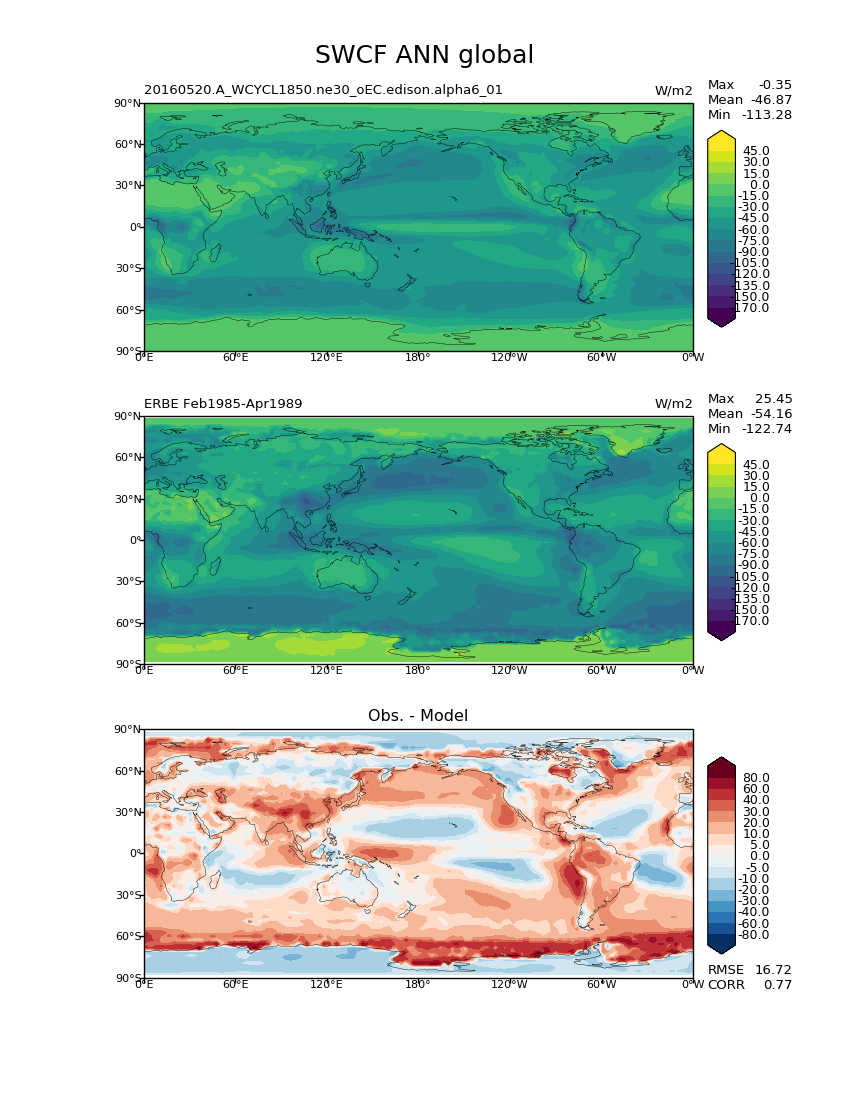 SWCF ANN global
20160520.A_WCYCL1850.ne30_oEC.edison.alpha6_01 W/m2
Max -0.35
Mean -46.87
Min -113.28
90°N
60°N
30°N
0°
30°S
60°S
90°S
0°E 60°E 120°E 180° 120°W 60°W 0°W
45.0
30.0
15.0
0.0
-15.0
-30.0
-45.0
-60.0
-75.0
-90.0
-105.0
-120.0
-135.0
-150.0
-170.0
ERBE Feb1985-Apr1989 W/m2
Max 25.45
Mean -54.16
Min -122.74
90°N
60°N
30°N
0°
30°S
60°S
90°S
0°E 60°E 120°E 180° 120°W 60°W 0°W
45.0
30.0
15.0
0.0
-15.0
-30.0
-45.0
-60.0
-75.0
-90.0
-105.0
-120.0
-135.0
-150.0
-170.0
Obs. - Model
90°N
60°N
30°N
0°
30°S
60°S
90°S
0°E 60°E 120°E 180° 120°W 60°W 0°W
80.0
60.0
40.0
30.0
20.0
10.0
5.0
0.0
-5.0
-10.0
-20.0
-30.0
-40.0
-60.0
-80.0
RMSE 16.72
CORR 0.77